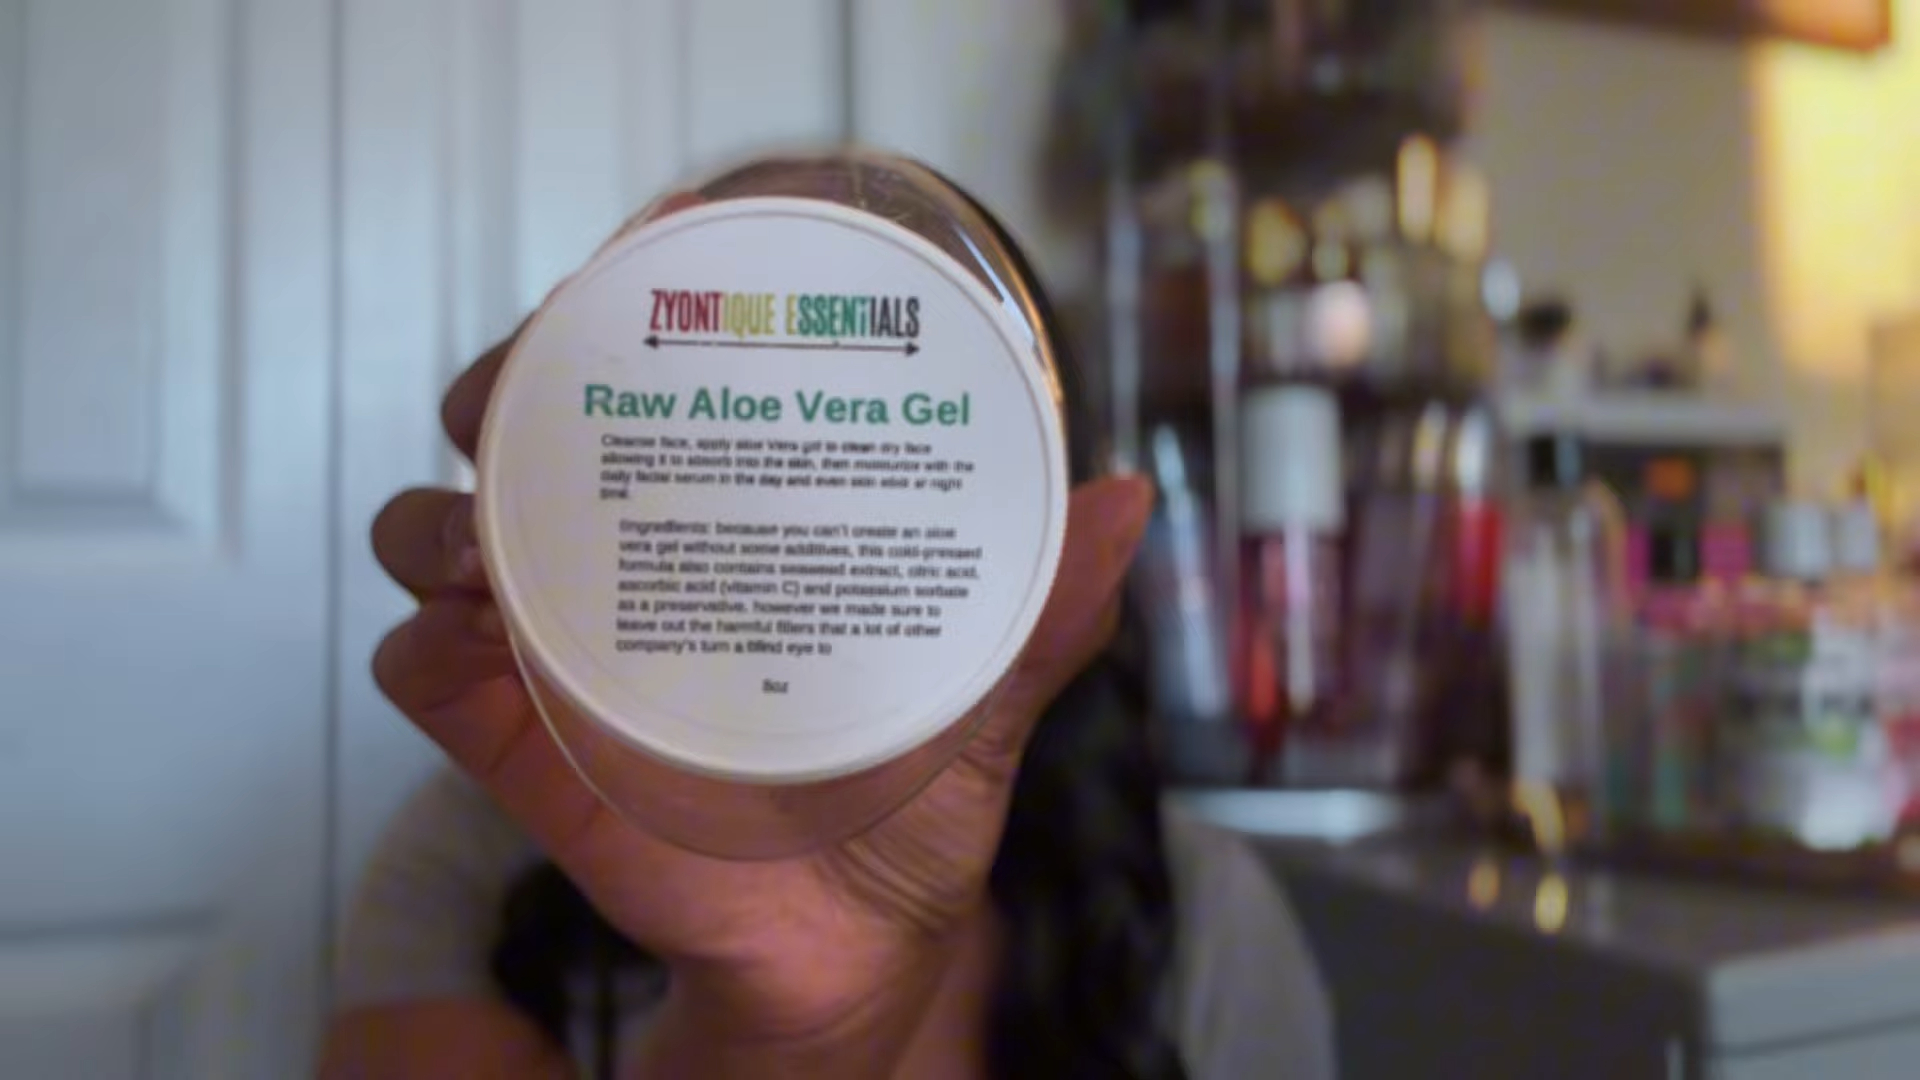 ZYONTIQUE ESSENTIALS
Raw Aloe Vera Gel
Cleanse face, apply aloe Vera gel to clean dry face
allowing it to absorb into the skin, then moisturize with the
daily facial serum in the day and even skin elixir at night
time.
Ingredients: because you can't create an aloe
vera gel without some additives, this cold-pressed
formula also contains seaweed extract, citric acid,
ascorbic acid (vitamin C) and potassium sorbate
as a preservative, however we made sure to
leave out the harmful fillers that a lot of other
company's turn a blind eye to
8oz